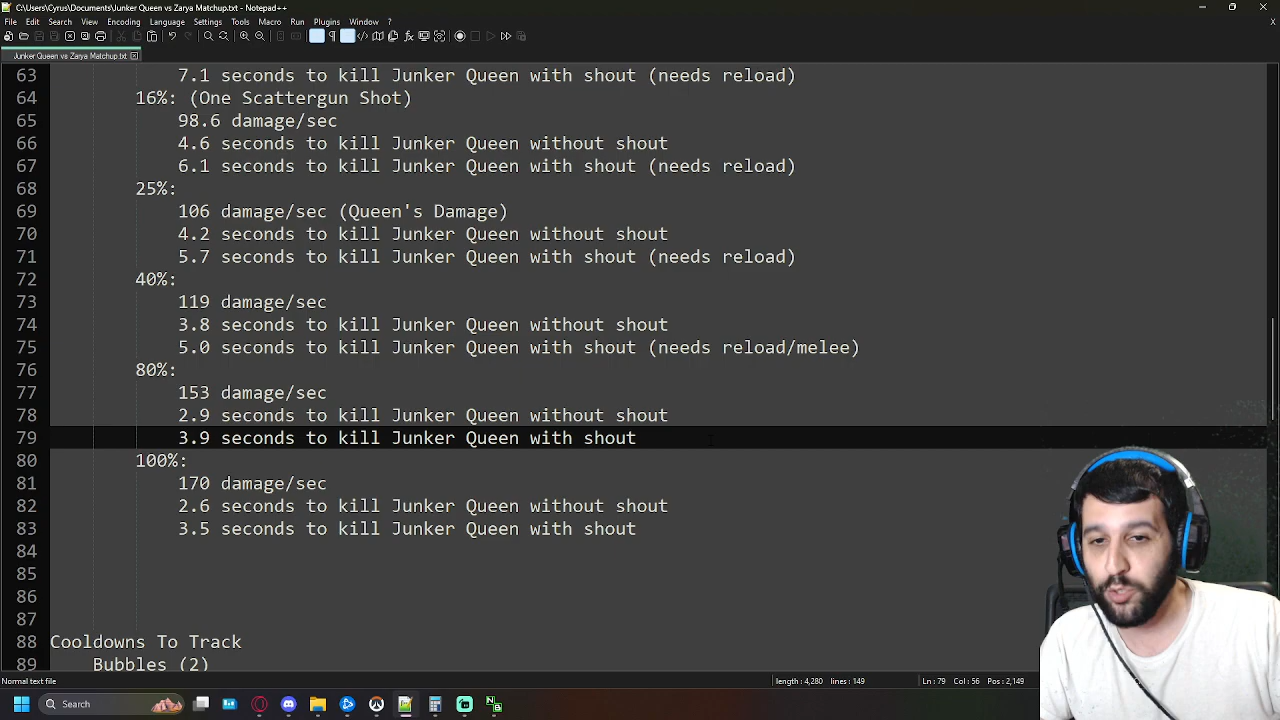 C:\Users\Cyrus\Documents\Junker Queen vs Zarya Matchup.txt - Notepad++
File Edit Search View Encoding Language Settings Tools Macro Run Plugins Window ?
Junker Queen vs Zarya Matchup.txt
63 7.1 seconds to kill Junker Queen with shout (needs reload)
64 16%: (One Scattergun Shot)
65 98.6 damage/sec
66 4.6 seconds to kill Junker Queen without shout
67 6.1 seconds to kill Junker Queen with shout (needs reload)
68 25%:
69 106 damage/sec (Queen's Damage)
70 4.2 seconds to kill Junker Queen without shout
71 5.7 seconds to kill Junker Queen with shout (needs reload)
72 40%:
73 119 damage/sec
74 3.8 seconds to kill Junker Queen without shout
75 5.0 seconds to kill Junker Queen with shout (needs reload/melee)
76 80%:
77 153 damage/sec
78 2.9 seconds to kill Junker Queen without shout
79 3.9 seconds to kill Junker Queen with shout
80 100%:
81 170 damage/sec
82 2.6 seconds to kill Junker Queen without shout
83 3.5 seconds to kill Junker Queen with shout
84
85
86
87
88 Cooldowns To Track
89 Bubbles (2)
Normal text file length: 4,280 lines: 149 Ln: 79 Col: 56 Pos: 2,149
Search